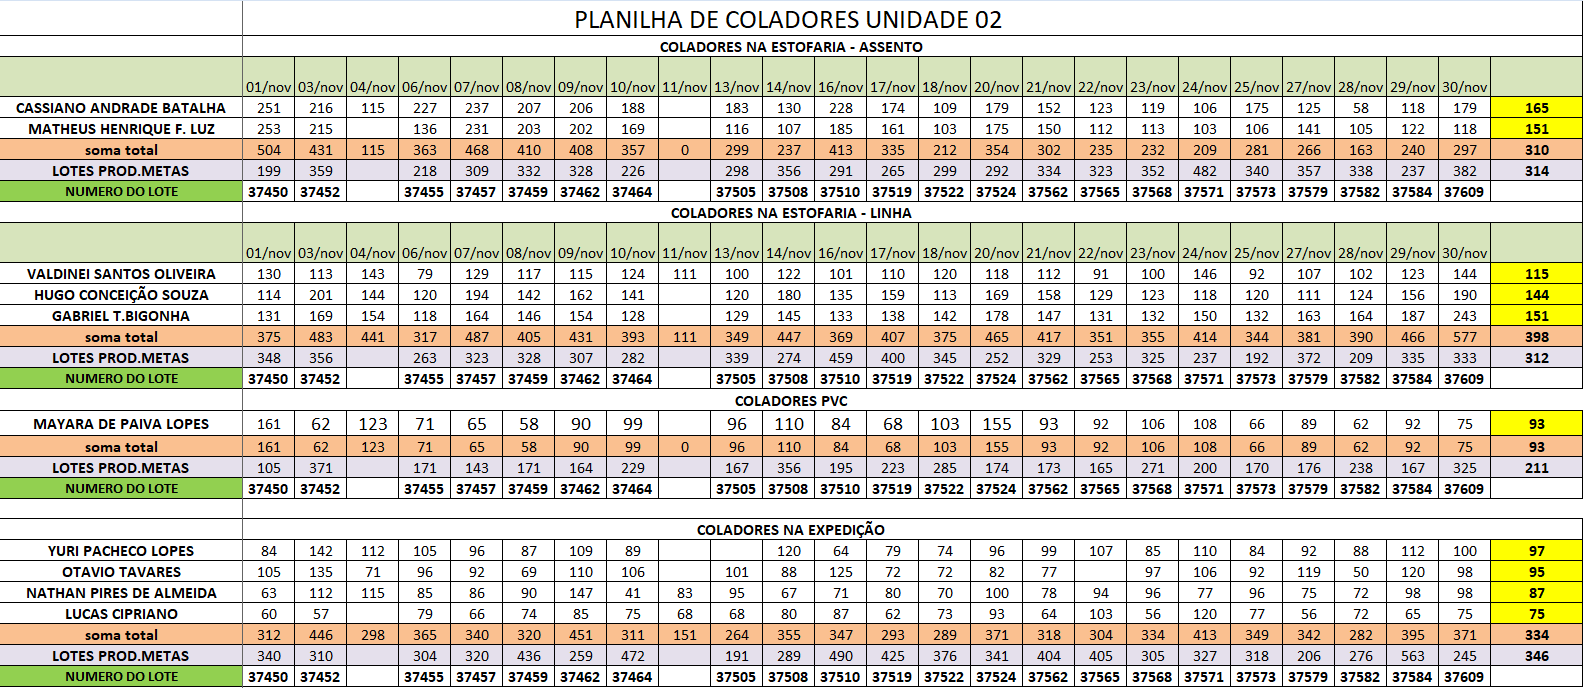 PLANILHA DE COLADORES UNIDADE 02
COLADORES NA ESTOFARIA - ASSENTO
01/nov 03/nov 04/nov 06/nov 07/nov 08/nov 09/nov 10/nov 11/nov 13/nov 14/nov 16/nov 17/nov 18/nov 20/nov 21/nov 22/nov 23/nov 24/nov 25/nov 27/nov 28/nov 29/nov 30/nov
CASSIANO ANDRADE BATALHA 251 216 115 227 237 207 206 188 183 130 228 174 109 179 152 123 119 106 175 125 58 118 179 165
MATHEUS HENRIQUE F. LUZ 253 215 136 231 203 202 169 116 107 185 161 103 175 150 112 113 103 106 141 105 122 118 151
soma total 504 431 115 363 468 410 408 357 0 299 237 413 335 212 354 302 235 232 209 281 266 163 240 297 310
LOTES PROD.METAS 199 359 218 309 332 328 226 298 356 291 265 299 292 334 323 352 482 340 357 338 237 382 314
NUMERO DO LOTE 37450 37452 37455 37457 37459 37462 37464 37505 37508 37510 37519 37522 37524 37562 37565 37568 37571 37573 37579 37582 37584 37609
COLADORES NA ESTOFARIA - LINHA
01/nov 03/nov 04/nov 06/nov 07/nov 08/nov 09/nov 10/nov 11/nov 13/nov 14/nov 16/nov 17/nov 18/nov 20/nov 21/nov 22/nov 23/nov 24/nov 25/nov 27/nov 28/nov 29/nov 30/nov
VALDINEI SANTOS OLIVEIRA 130 113 143 79 129 117 115 124 111 100 122 101 110 120 118 112 91 100 146 92 107 102 123 144 115
HUGO CONCEIÇÃO SOUZA 114 201 144 120 194 142 162 141 120 180 135 159 113 169 158 129 123 118 120 111 124 156 190 144
GABRIEL T.BIGONHA 131 169 154 118 164 146 154 128 129 145 133 138 142 178 147 131 132 150 132 163 164 187 243 151
soma total 375 483 441 317 487 405 431 393 111 349 447 369 407 375 465 417 351 355 414 344 381 390 466 577 398
LOTES PROD.METAS 348 356 263 323 328 307 282 339 274 459 400 345 252 329 253 325 237 192 372 209 335 333 312
NUMERO DO LOTE 37450 37452 37455 37457 37459 37462 37464 37505 37508 37510 37519 37522 37524 37562 37565 37568 37571 37573 37579 37582 37584 37609
COLADORES PVC
MAYARA DE PAIVA LOPES 161 62 123 71 65 58 90 99 96 110 84 68 103 155 93 92 106 108 66 89 62 92 75 93
soma total 161 62 123 71 65 58 90 99 0 96 110 84 68 103 155 93 92 106 108 66 89 62 92 75 93
LOTES PROD.METAS 105 371 171 143 171 164 229 167 356 195 223 285 174 173 165 271 200 170 176 238 167 325 211
NUMERO DO LOTE 37450 37452 37455 37457 37459 37462 37464 37505 37508 37510 37519 37522 37524 37562 37565 37568 37571 37573 37579 37582 37584 37609
COLADORES NA EXPEDIÇÃO
YURI PACHECO LOPES 84 142 112 105 96 87 109 89 120 64 79 74 96 99 107 85 110 84 92 88 112 100 97
OTAVIO TAVARES 105 135 71 96 92 69 110 106 101 88 125 72 72 82 77 97 106 92 119 50 120 98 95
NATHAN PIRES DE ALMEIDA 63 112 115 85 86 90 147 41 83 95 67 71 80 70 100 78 94 96 77 96 75 72 98 98 87
LUCAS CIPRIANO 60 57 79 66 74 85 75 68 68 80 87 62 73 93 64 103 56 120 77 56 72 65 75 75
soma total 312 446 298 365 340 320 451 311 151 264 355 347 293 289 371 318 304 334 413 349 342 282 395 371 334
LOTES PROD.METAS 340 310 304 320 436 259 472 191 289 490 425 376 341 404 405 305 327 318 206 276 563 245 346
NUMERO DO LOTE 37450 37452 37455 37457 37459 37462 37464 37505 37508 37510 37519 37522 37524 37562 37565 37568 37571 37573 37579 37582 37584 37609